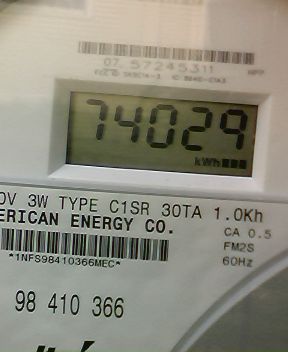 07 57245311
74029
kWh
0V 3W TYPE C1SR 30TA 1.0Kh
ERICAN ENERGY CO.
CA 0.5
FM2S
*1NFS98410366MEC*
60Hz
98 410 366